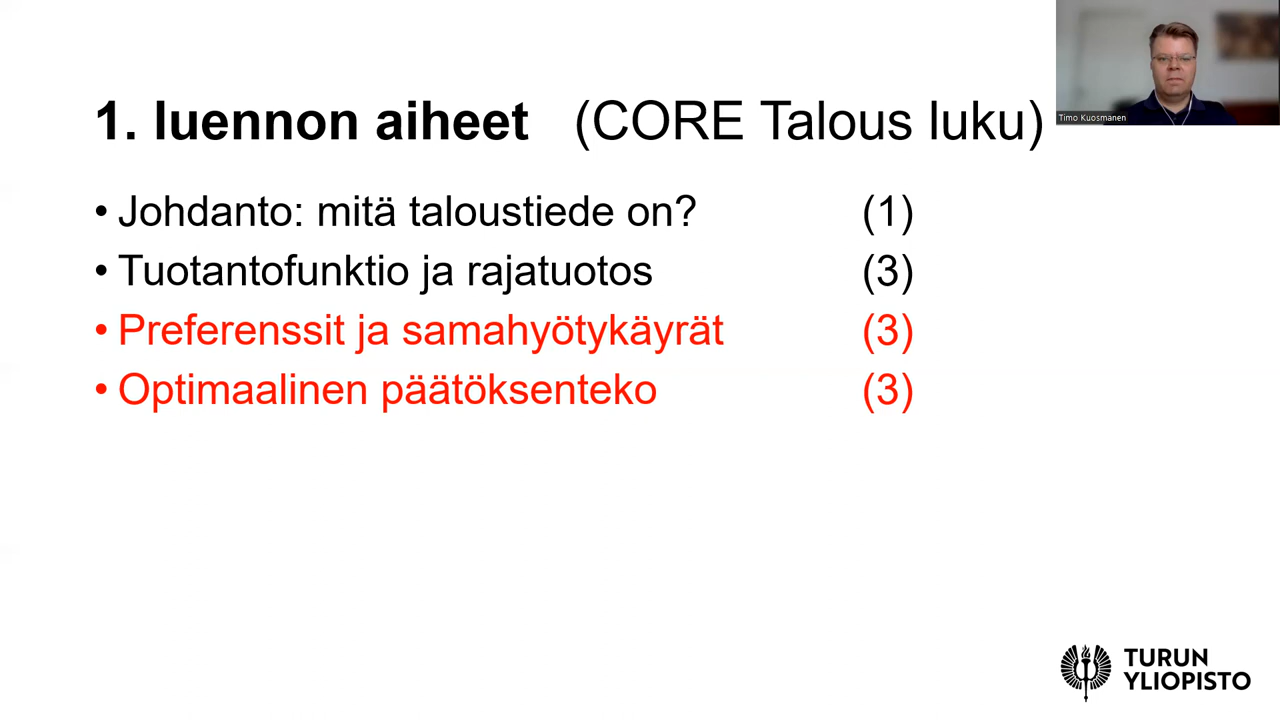 1. luennon aiheet (CORE Talous luku)
Timo Kuosmanen
• Johdanto: mitä taloustiede on? (1)
• Tuotantofunktio ja rajatuotos (3)
• Preferenssit ja samahyötykäyrät (3)
• Optimaalinen päätöksenteko (3)
TURUN
YLIOPISTO